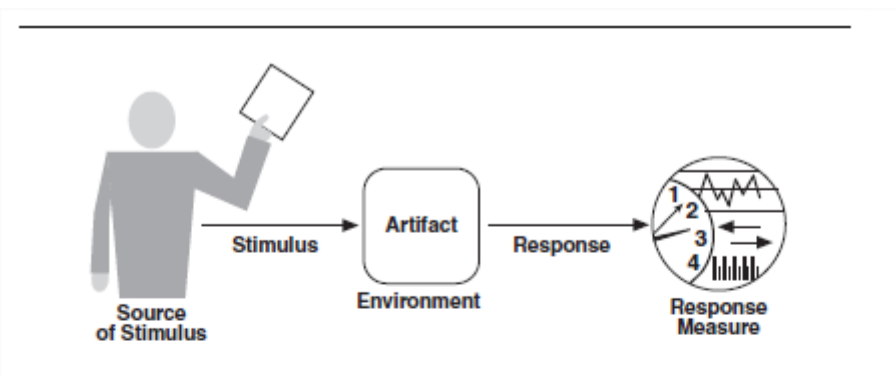 Source
of Stimulus
Stimulus
Artifact
Environment
Response
1
2
3
4
Response
Measure